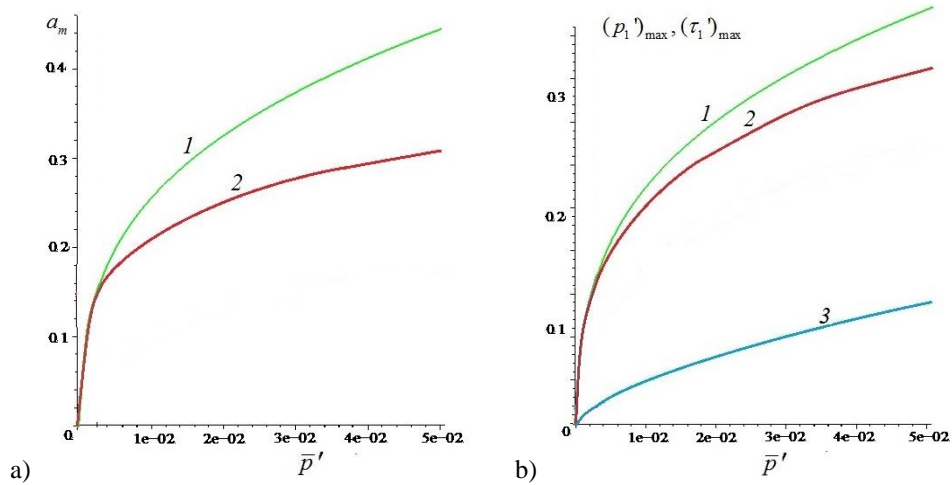 a_m
0.4
0.3
0.2
0.1
0
1
2
1e-02
2e-02
3e-02
4e-02
5e-02
p̅'
a)
(p_1')_max, (τ_1')_max
0.3
0.2
0.1
0
1
2
3
1e-02
2e-02
3e-02
4e-02
5e-02
p̅'
b)